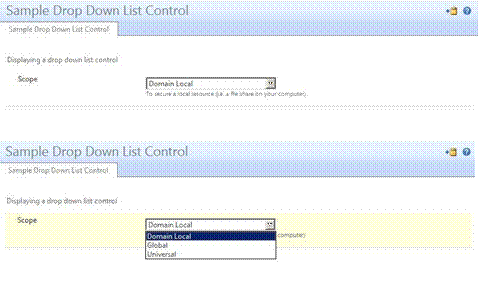 Sample Drop Down List Control
Sample Drop Down List Control
Displaying a drop down list control
Scope
Domain Local
To secure a local resource (i.e. a file share on your computer).
Sample Drop Down List Control
Sample Drop Down List Control
Displaying a drop down list control
Scope
Domain Local
Domain Local
computer)
Global
Universal